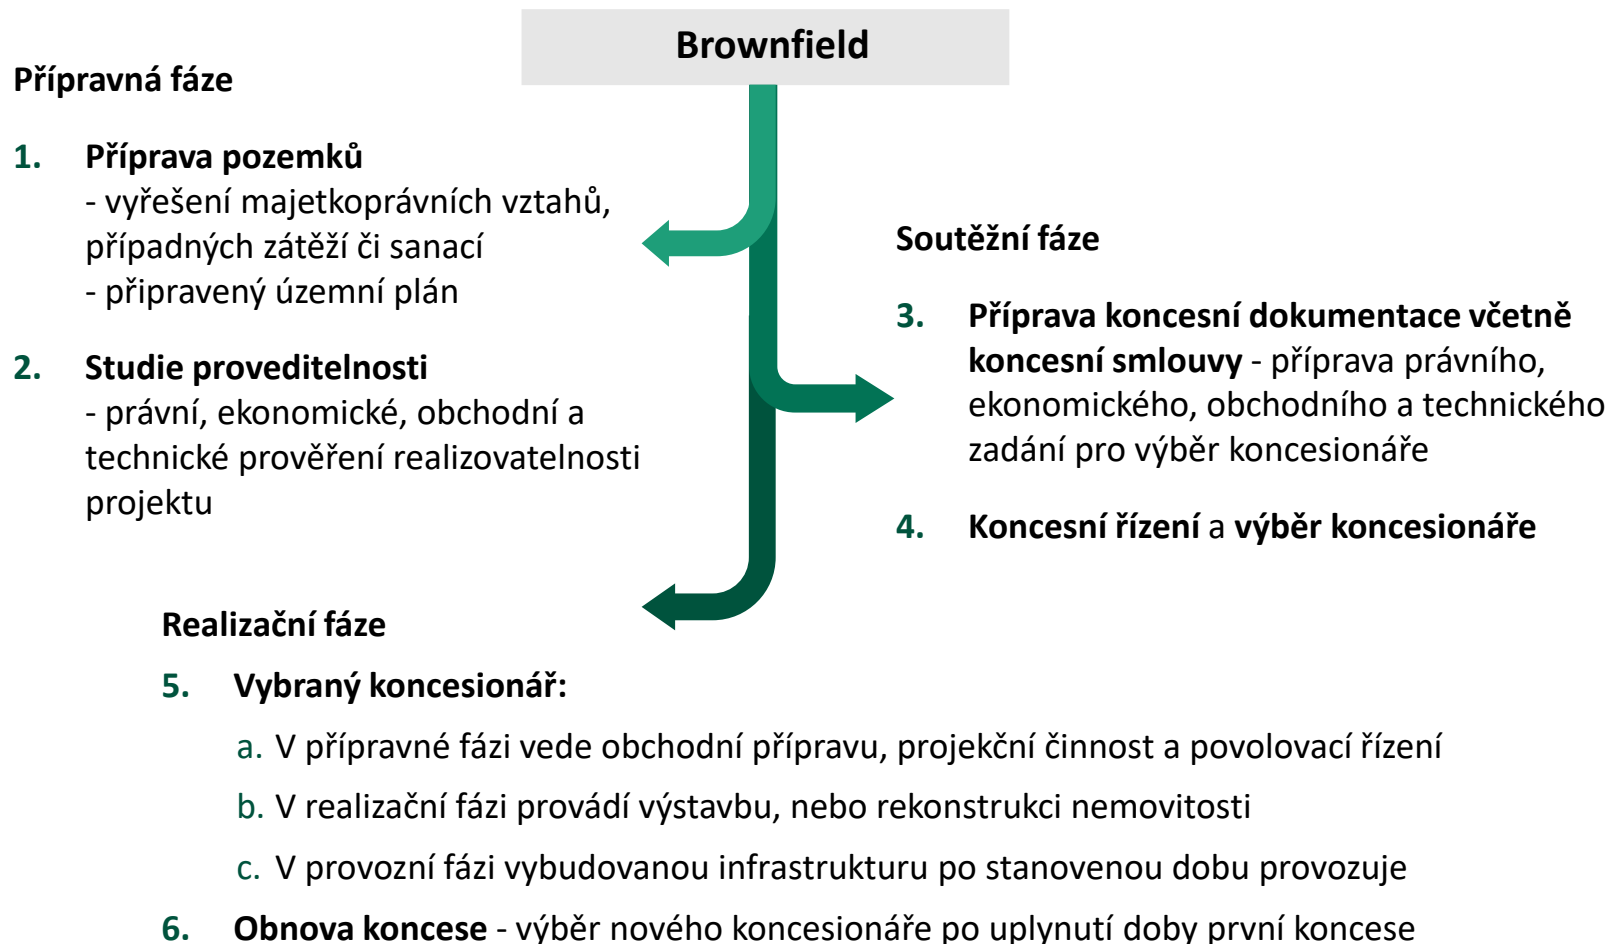 Brownfield
Přípravná fáze
1. Příprava pozemků
- vyřešení majetkoprávních vztahů,
případných zátěží či sanací
- připravený územní plán
2. Studie proveditelnosti
- právní, ekonomické, obchodní a
technické prověření realizovatelnosti
projektu
Soutěžní fáze
3. Příprava koncesní dokumentace včetně
koncesní smlouvy - příprava právního,
ekonomického, obchodního a technického
zadání pro výběr koncesionáře
4. Koncesní řízení a výběr koncesionáře
Realizační fáze
5. Vybraný koncesionář:
a. V přípravné fázi vede obchodní přípravu, projekční činnost a povolovací řízení
b. V realizační fázi provádí výstavbu, nebo rekonstrukci nemovitosti
c. V provozní fázi vybudovanou infrastrukturu po stanovenou dobu provozuje
6. Obnova koncese - výběr nového koncesionáře po uplynutí doby první koncese